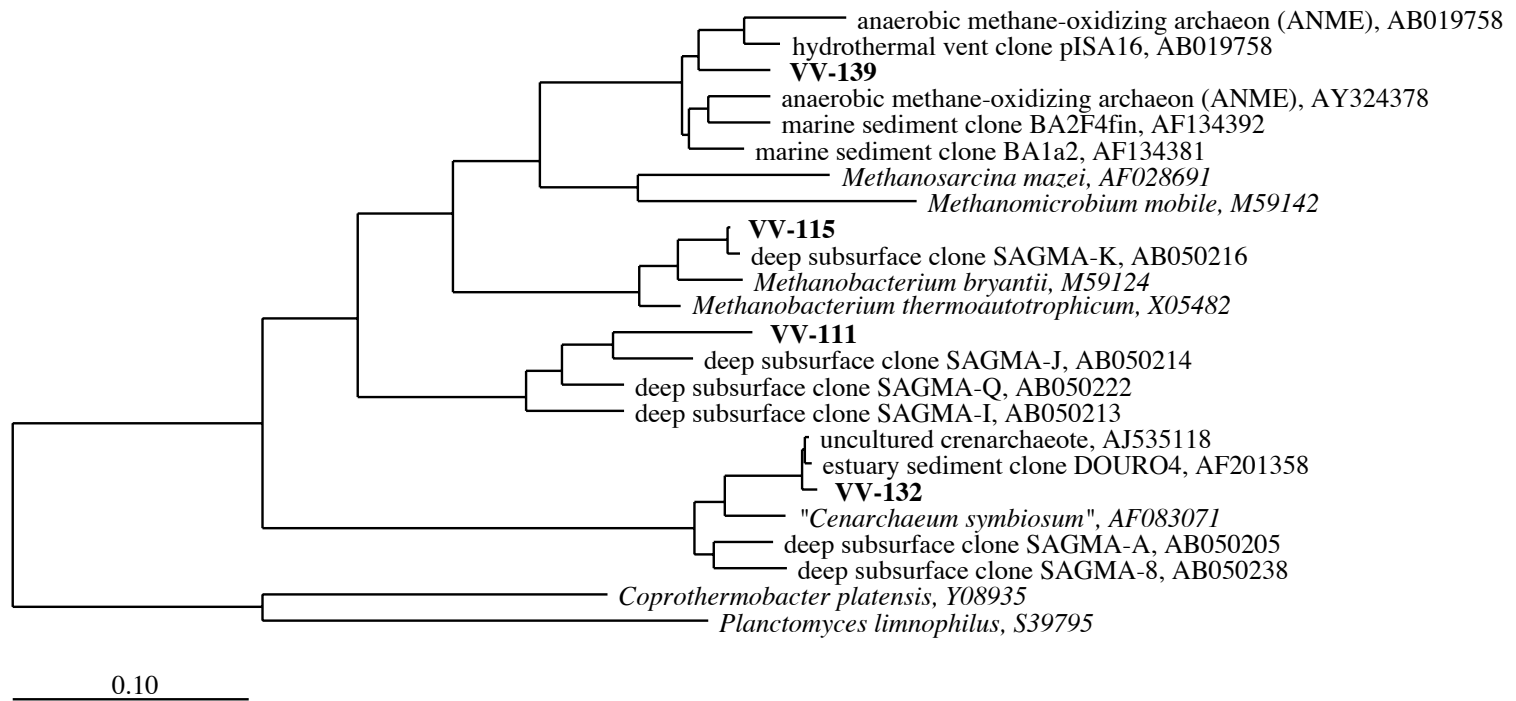 anaerobic methane-oxidizing archaeon (ANME), AB019758
hydrothermal vent clone pISA16, AB019758
VV-139
anaerobic methane-oxidizing archaeon (ANME), AY324378
marine sediment clone BA2F4fin, AF134392
marine sediment clone BA1a2, AF134381
Methanosarcina mazei, AF028691
Methanomicrobium mobile, M59142
VV-115
deep subsurface clone SAGMA-K, AB050216
Methanobacterium bryantii, M59124
Methanobacterium thermoautotrophicum, X05482
VV-111
deep subsurface clone SAGMA-J, AB050214
deep subsurface clone SAGMA-Q, AB050222
deep subsurface clone SAGMA-I, AB050213
uncultured crenarchaeote, AJ535118
estuary sediment clone DOURO4, AF201358
VV-132
"Cenarchaeum symbiosum", AF083071
deep subsurface clone SAGMA-A, AB050205
deep subsurface clone SAGMA-8, AB050238
Coprothermobacter platensis, Y08935
Planctomyces limnophilus, S39795
0.10